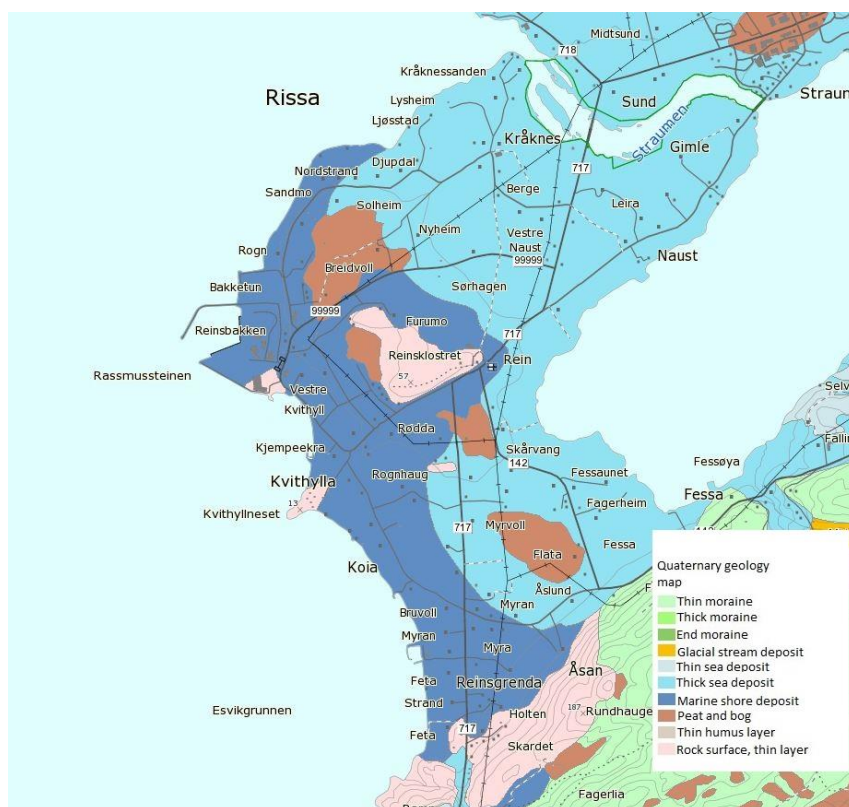 Midtsund
718
Kråknessanden
Rissa
Lysheim
Sund
Straum
Ljøsstad
Straumen
Kråknes
Gimle
Djupdal
717
Nordstrand
Berge
Sandmo
Leira
Solheim
Vestre
Naust
Nyheim
Rogn
Naust
99999
Breidvoll
Bakketun
Sørhagen
99999
Furumo
Reinsbakken
717
Reinsklostret
Rein
57
Rassmussteinen
Vestre
Kvithyll
Selv
Rødda
Kjempeekra
Skårvang
Fallin
Fessøya
142
Rognhaug
Fessaunet
Kvithylla
Fessa
13
Fagerheim
Kvithyllneset
717
Myrvoll
Flata
Fessa
Koia
Åslund
Myran
Bruvoll
Myran
Myra
Åsan
Feta
Reinsgrenda
Esvikgrunnen
Strand
187
Rundhauge
Holten
717
Feta
Skardet
Fagerlia
Quaternary geology
map
Thin moraine
Thick moraine
End moraine
Glacial stream deposit
Thin sea deposit
Thick sea deposit
Marine shore deposit
Peat and bog
Thin humus layer
Rock surface, thin layer